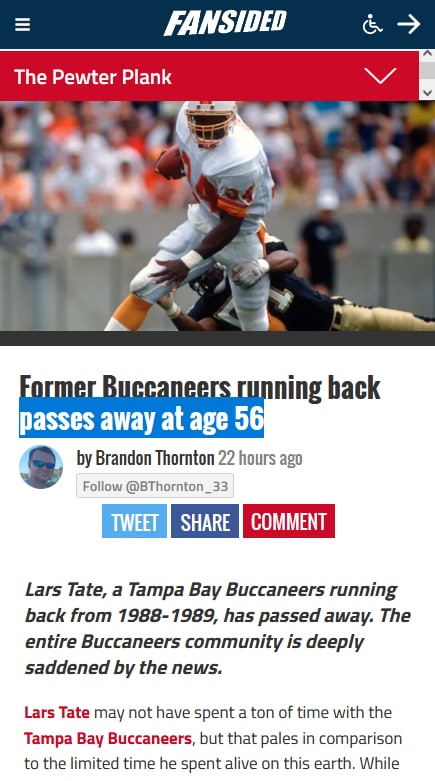 FANSIDED
The Pewter Plank
34
Former Buccaneers running back
passes away at age 56
by Brandon Thornton 22 hours ago
Follow @BThornton_33
TWEET SHARE COMMENT
Lars Tate, a Tampa Bay Buccaneers running
back from 1988-1989, has passed away. The
entire Buccaneers community is deeply
saddened by the news.
Lars Tate may not have spent a ton of time with the
Tampa Bay Buccaneers, but that pales in comparison
to the limited time he spent alive on this earth. While